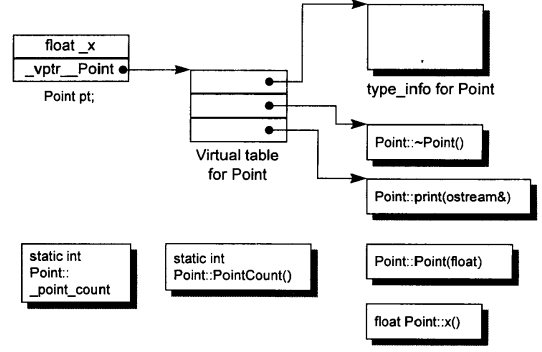 float _x
_vptr__Point
Point pt;
Virtual table
for Point
type_info for Point
Point::~Point()
Point::print(ostream&)
static int
Point::
_point_count
static int
Point::PointCount()
Point::Point(float)
float Point::x()